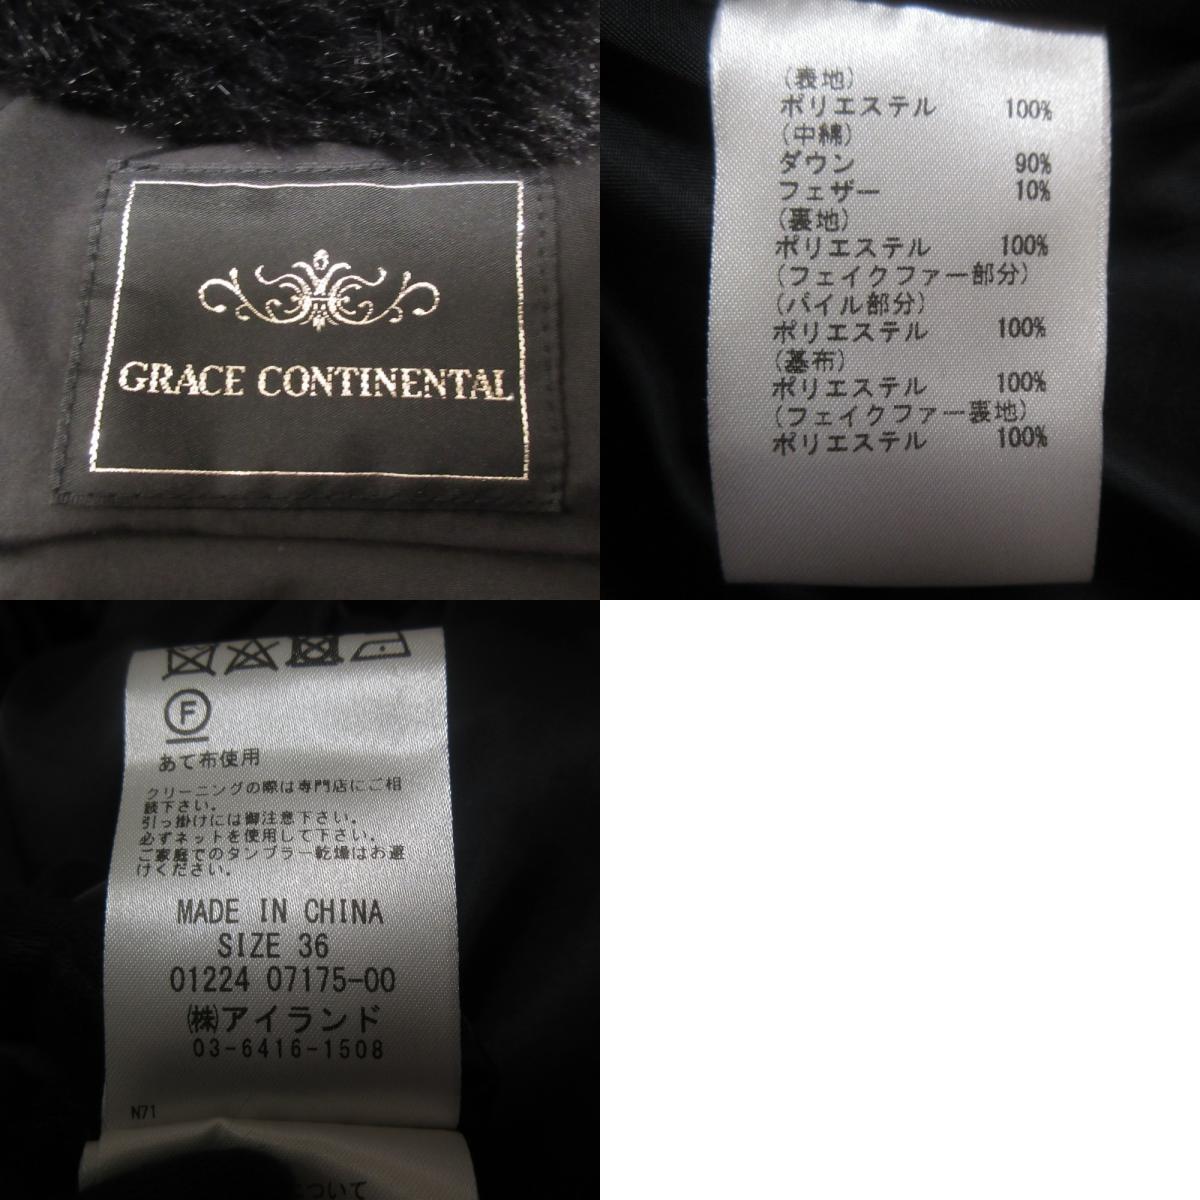 GRACE CONTINENTAL
(表地)
ポリエステル 100%
(中綿)
ダウン 90%
フェザー 10%
(裏地)
ポリエステル 100%
(フェイクファー部分)
(パイル部分)
ポリエステル 100%
(基布)
ポリエステル 100%
(フェイクファー表地)
ポリエステル 100%
F
あて布使用
クリーニングの際は専門店にご相
談下さい。
引っ掛けには御注意下さい。
必ずネットを使用して下さい。
ご家庭でのタンブラー乾燥はお避
けください。
MADE IN CHINA
SIZE 36
01224 07175-00
㈱アイランド
03-6416-1508
N71
について